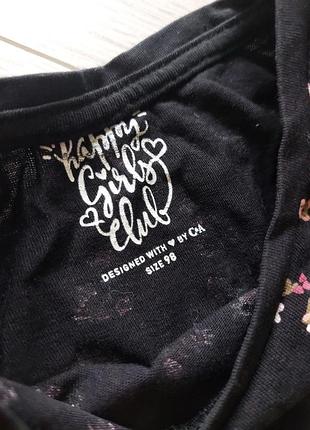 happy
Girls
Club
DESIGNED WITH ♥ BY C&A
SIZE 98